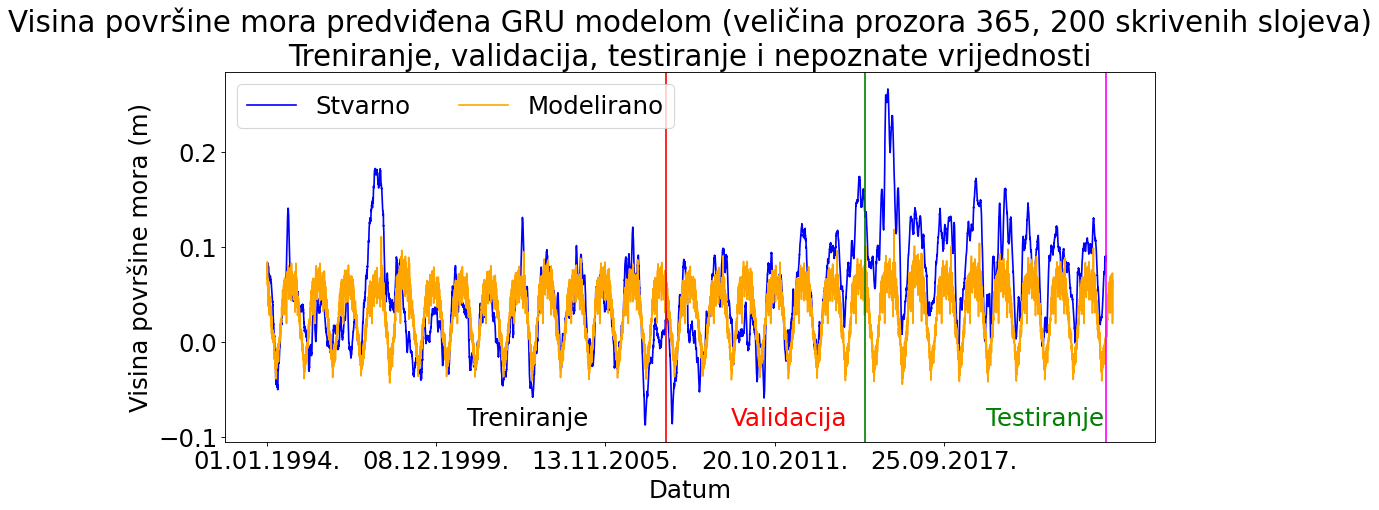 Visina površine mora predviđena GRU modelom (veličina prozora 365, 200 skrivenih slojeva)
Treniranje, validacija, testiranje i nepoznate vrijednosti
Stvarno
Modelirano
Visina površine mora (m)
0.2
0.1
0.0
−0.1
Treniranje
Validacija
Testiranje
01.01.1994.
08.12.1999.
13.11.2005.
20.10.2011.
25.09.2017.
Datum